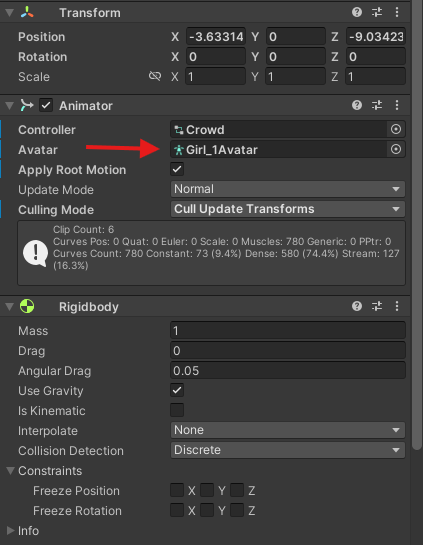 Transform
Position X -3.63314 Y 0 Z -9.03423
Rotation X 0 Y 0 Z 0
Scale X 1 Y 1 Z 1
Animator
Controller Crowd
Avatar Girl_1Avatar
Apply Root Motion
Update Mode Normal
Culling Mode Cull Update Transforms
Clip Count: 6
Curves Pos: 0 Quat: 0 Euler: 0 Scale: 0 Muscles: 780 Generic: 0 PPtr: 0
Curves Count: 780 Constant: 73 (9.4%) Dense: 580 (74.4%) Stream: 127
(16.3%)
Rigidbody
Mass 1
Drag 0
Angular Drag 0.05
Use Gravity
Is Kinematic
Interpolate None
Collision Detection Discrete
Constraints
Freeze Position X Y Z
Freeze Rotation X Y Z
Info